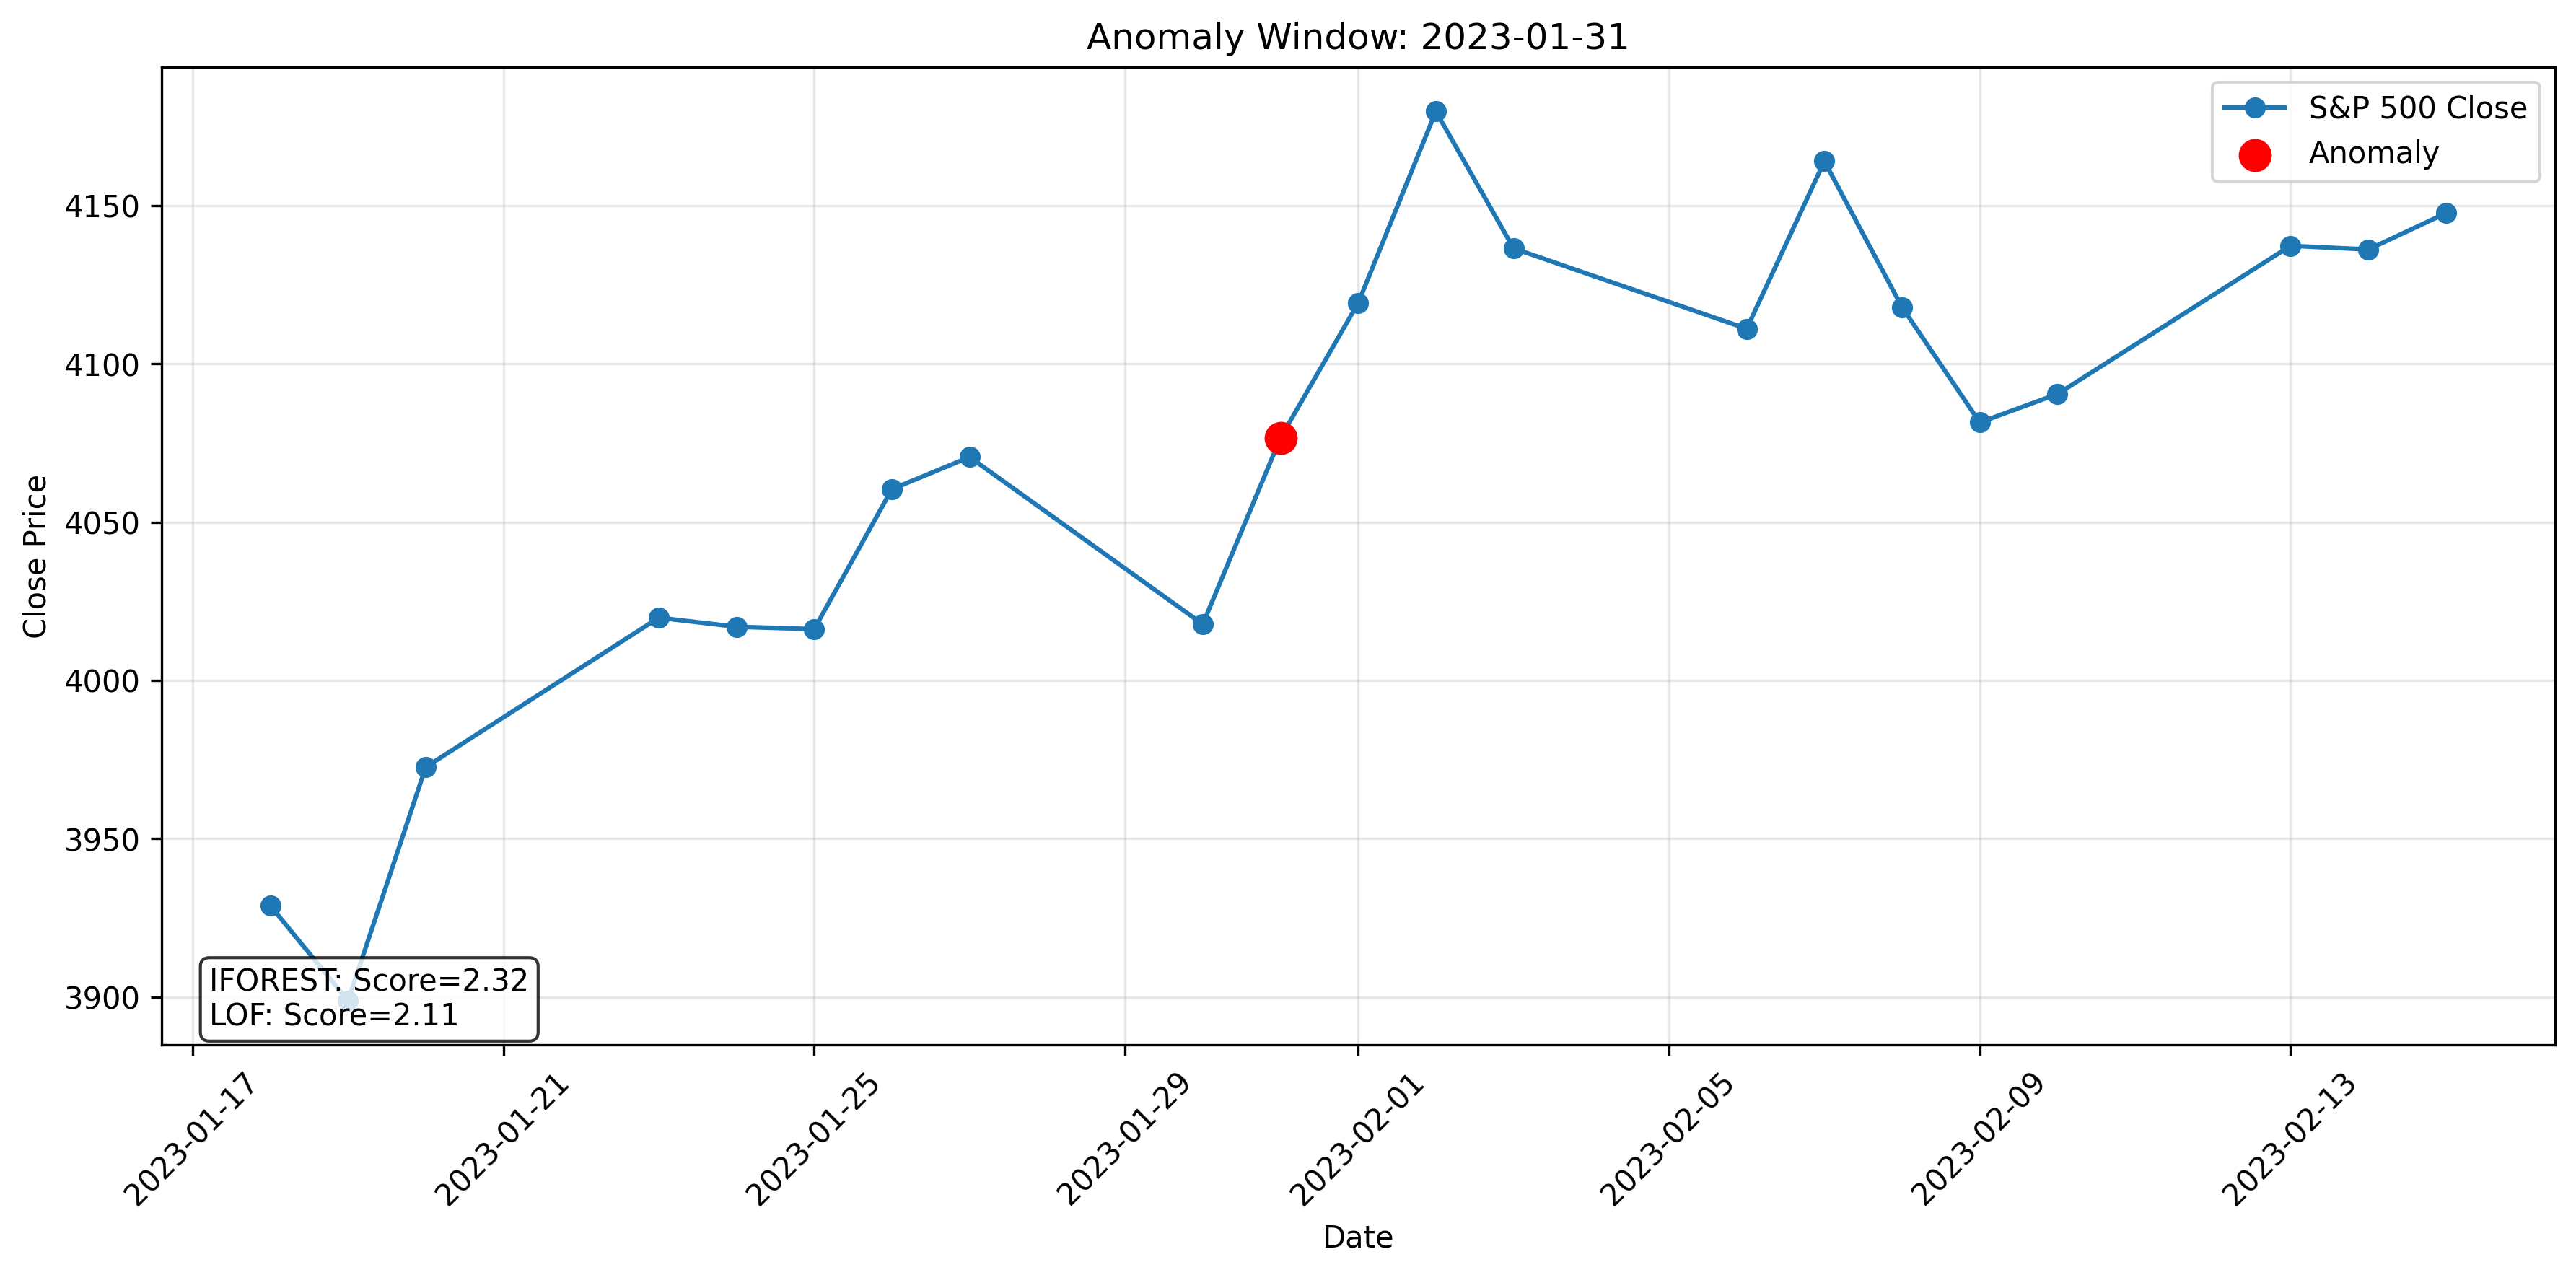 Anomaly Window: 2023-01-31
S&P 500 Close
Anomaly
4150
4100
4050
4000
3950
3900
Close Price
IFOREST: Score=2.32
LOF: Score=2.11
2023-01-17
2023-01-21
2023-01-25
2023-01-29
2023-02-01
2023-02-05
2023-02-09
2023-02-13
Date